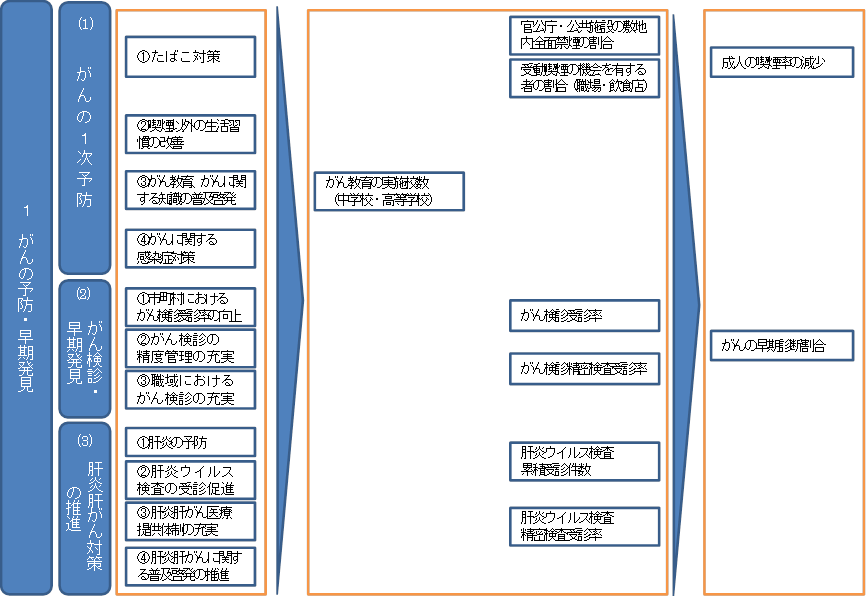 1 がんの予防・早期発見
(1) がんの1次予防
①たばこ対策
②喫煙以外の生活習
慣の改善
③がん教育、がんに関
する知識の普及啓発
④がんに関する
感染症対策
(2) がん検診・
早期発見
①市町村における
がん検診受診率の向上
②がん検診の
精度管理の充実
③職域における
がん検診の充実
(3) 肝炎肝がん対策
の推進
①肝炎の予防
②肝炎ウイルス
検査の受診促進
③肝炎肝がん医療
提供体制の充実
④肝炎肝がんに関す
る普及啓発の推進
がん教育の実施校数
(中学校・高等学校)
官公庁・公共施設の敷地
内全面禁煙の割合
受動喫煙の機会を有する
者の割合(職場・飲食店)
がん検診受診率
がん検診精密検査受診率
肝炎ウイルス検査
累積受診件数
肝炎ウイルス検査
精密検査受診率
成人の喫煙率の減少
がんの早期診断割合